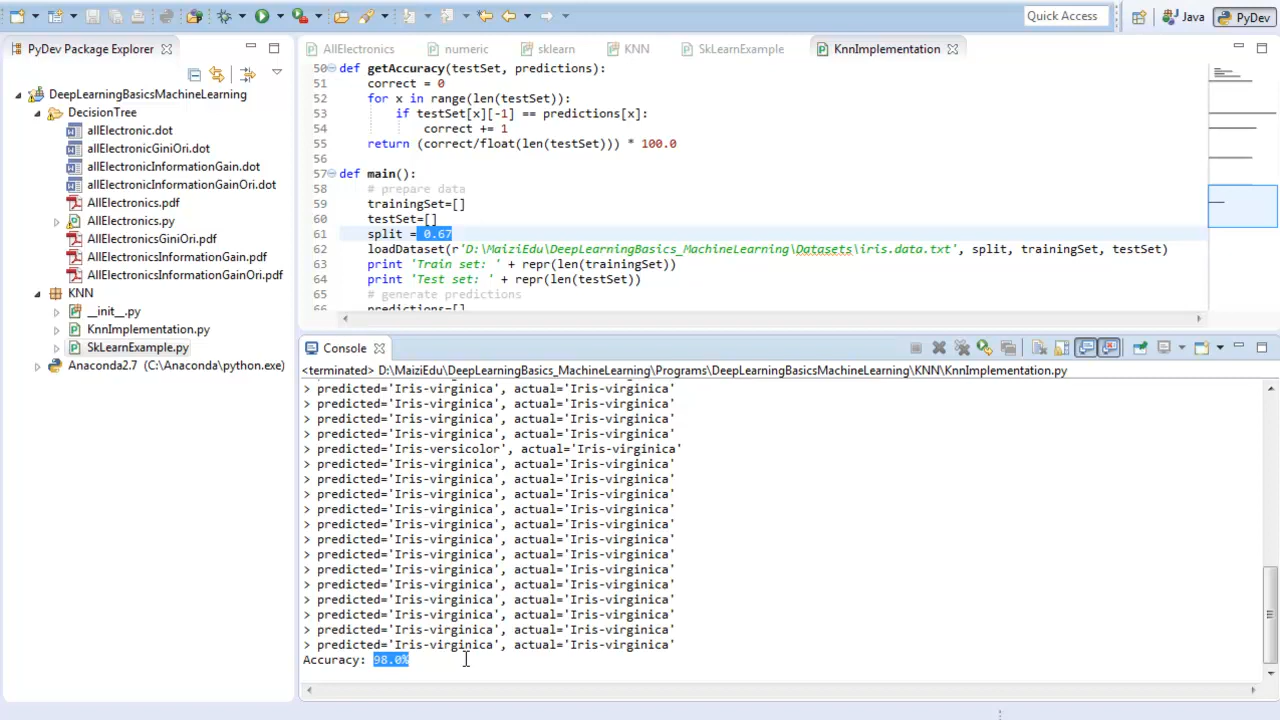 Quick Access
Java
PyDev
PyDev Package Explorer
DeepLearningBasicsMachineLearning
DecisionTree
allElectronic.dot
allElectronicGiniOri.dot
allElectronicInformationGain.dot
allElectronicInformationGainOri.dot
AllElectronics.pdf
AllElectronics.py
AllElectronicsGiniOri.pdf
AllElectronicInformationGain.pdf
AllElectronicInformationGainOri.pdf
KNN
__init__.py
KnnImplementation.py
SkLearnExample.py
Anaconda2.7 (C:\Anaconda\python.exe)
AllElectronics
numeric
sklearn
KNN
SkLearnExample
KnnImplementation
50 def getAccuracy(testSet, predictions):
51 correct = 0
52 for x in range(len(testSet)):
53 if testSet[x][-1] == predictions[x]:
54 correct += 1
55 return (correct/float(len(testSet))) * 100.0
56
57 def main():
58 # prepare data
59 trainingSet=[]
60 testSet=[]
61 split = 0.67
62 loadDataset(r'D:\MaiziEdu\DeepLearningBasics_MachineLearning\Datasets\iris.data.txt', split, trainingSet, testSet)
63 print 'Train set: ' + repr(len(trainingSet))
64 print 'Test set: ' + repr(len(testSet))
65 # generate predictions
66 predictions=[]
Console
<terminated> D:\MaiziEdu\DeepLearningBasics_MachineLearning\Programs\DeepLearningBasicsMachineLearning\KNN\KnnImplementation.py
> predicted='Iris-virginica', actual='Iris-virginica'
> predicted='Iris-virginica', actual='Iris-virginica'
> predicted='Iris-virginica', actual='Iris-virginica'
> predicted='Iris-virginica', actual='Iris-virginica'
> predicted='Iris-versicolor', actual='Iris-virginica'
> predicted='Iris-virginica', actual='Iris-virginica'
> predicted='Iris-virginica', actual='Iris-virginica'
> predicted='Iris-virginica', actual='Iris-virginica'
> predicted='Iris-virginica', actual='Iris-virginica'
> predicted='Iris-virginica', actual='Iris-virginica'
> predicted='Iris-virginica', actual='Iris-virginica'
> predicted='Iris-virginica', actual='Iris-virginica'
> predicted='Iris-virginica', actual='Iris-virginica'
> predicted='Iris-virginica', actual='Iris-virginica'
> predicted='Iris-virginica', actual='Iris-virginica'
> predicted='Iris-virginica', actual='Iris-virginica'
> predicted='Iris-virginica', actual='Iris-virginica'
> predicted='Iris-virginica', actual='Iris-virginica'
Accuracy: 98.0%